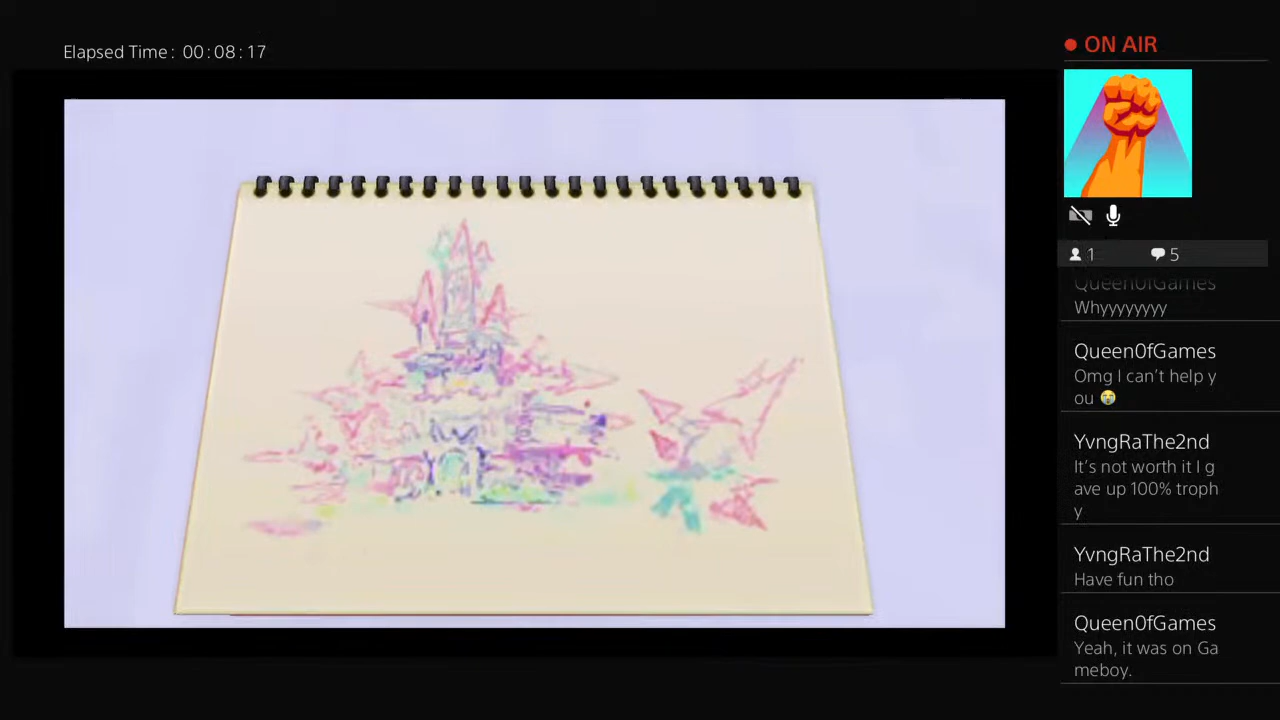 Elapsed Time: 00:08:17
ON AIR
1
5
Queen0fGames
Whyyyyyyyy
Queen0fGames
Omg I can't help y
ou 😭
YvngRaThe2nd
It's not worth it I g
ave up 100% troph
y
YvngRaThe2nd
Have fun tho
Queen0fGames
Yeah, it was on Ga
meboy.